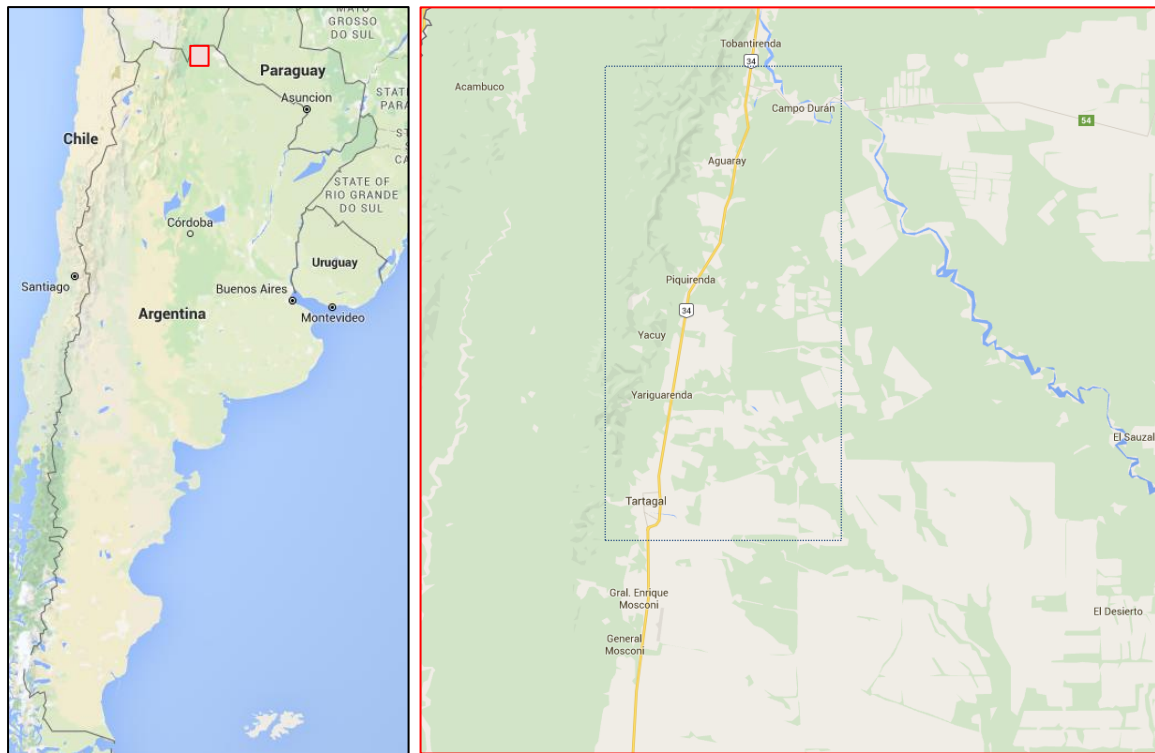 MATO
GROSSO
DO SUL
Paraguay
Asuncion
STATE
PARA
Chile
STATE OF
RIO GRANDE
DO SUL
STAT
CA
Córdoba
Uruguay
Santiago
Buenos Aires
Montevideo
Argentina
Tobantirenda
34
Acambuco
Campo Durán
54
Aguaray
Piquirenda
34
Yacuy
Yariguarenda
El Sauzal
Tartagal
Gral. Enrique
Mosconi
El Desierto
General
Mosconi